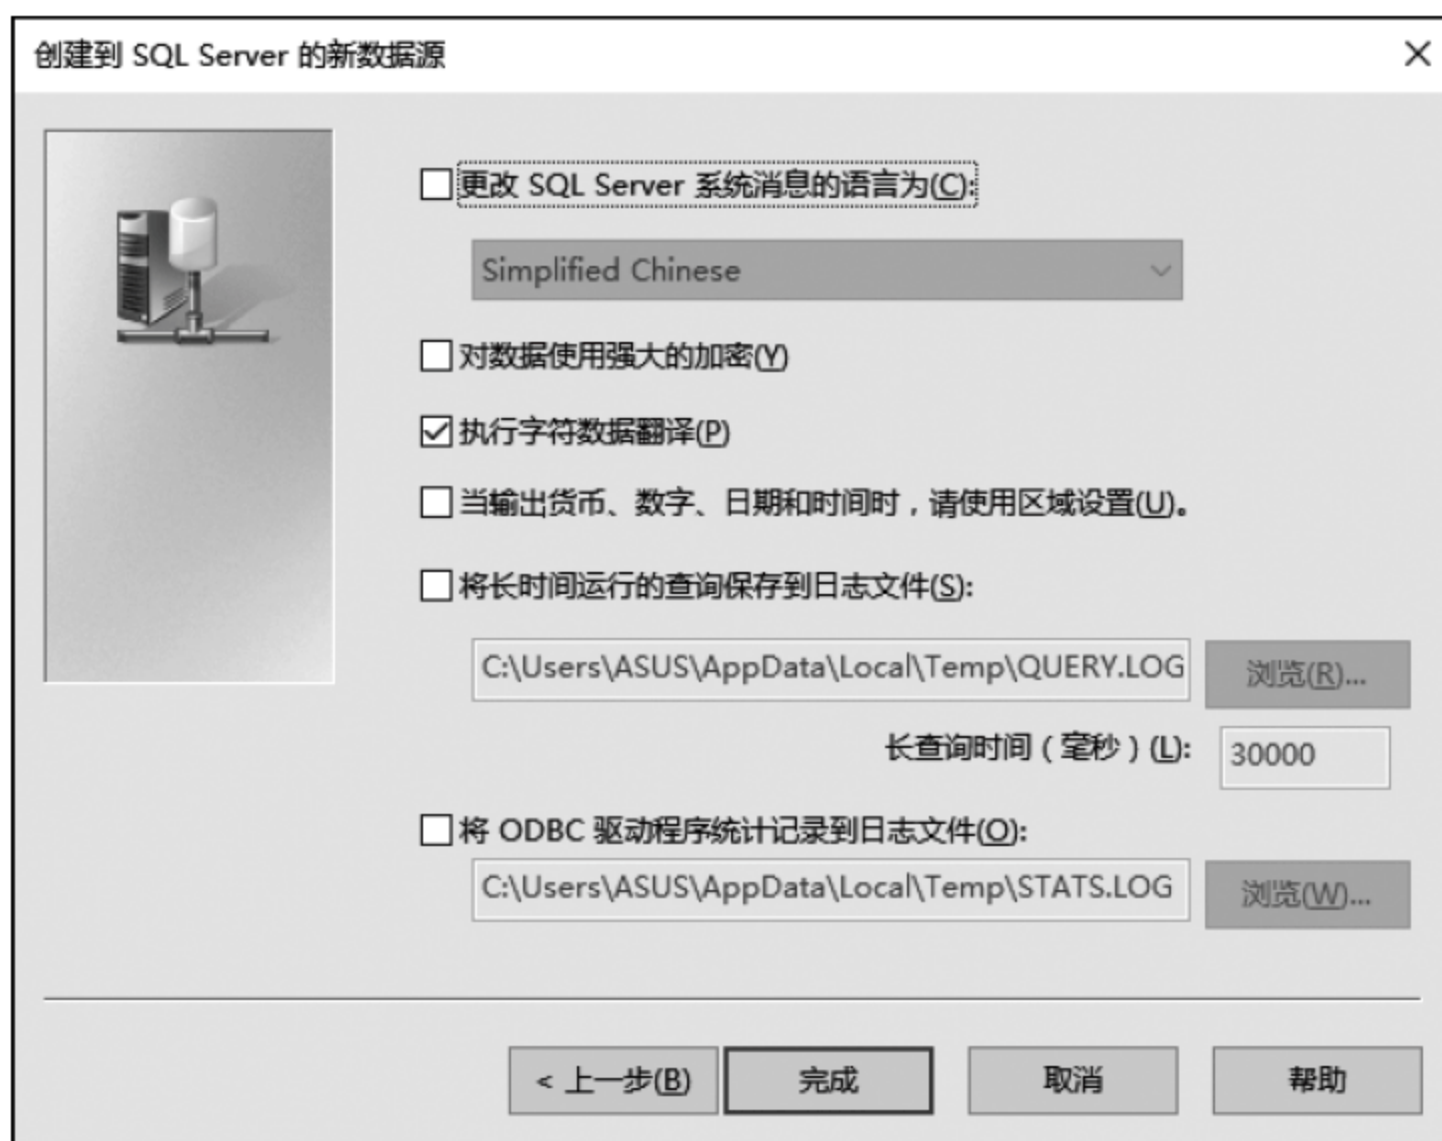 创建到 SQL Server 的新数据源
更改 SQL Server 系统消息的语言为(C):
Simplified Chinese
对数据使用强大的加密(Y)
执行字符数据翻译(P)
当输出货币、数字、日期和时间时，请使用区域设置(U)。
将长时间运行的查询保存到日志文件(S):
C:\Users\ASUS\AppData\Local\Temp\QUERY.LOG 浏览(R)...
长查询时间（毫秒）(L): 30000
将 ODBC 驱动程序统计记录到日志文件(O):
C:\Users\ASUS\AppData\Local\Temp\STATS.LOG 浏览(W)...
< 上一步(B) 完成 取消 帮助